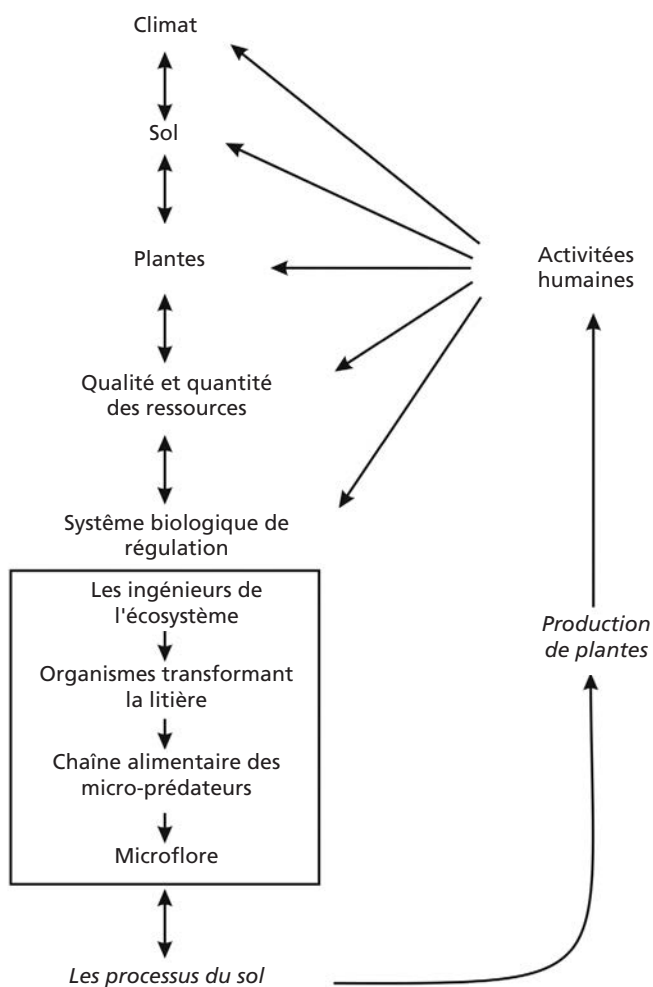 Climat
Sol
Plantes
Activitées
humaines
Qualité et quantité
des ressources
Systême biologique de
régulation
Les ingénieurs de
l'écosystème
Production
de plantes
Organismes transformant
la litière
Chaîne alimentaire des
micro-prédateurs
Microflore
Les processus du sol